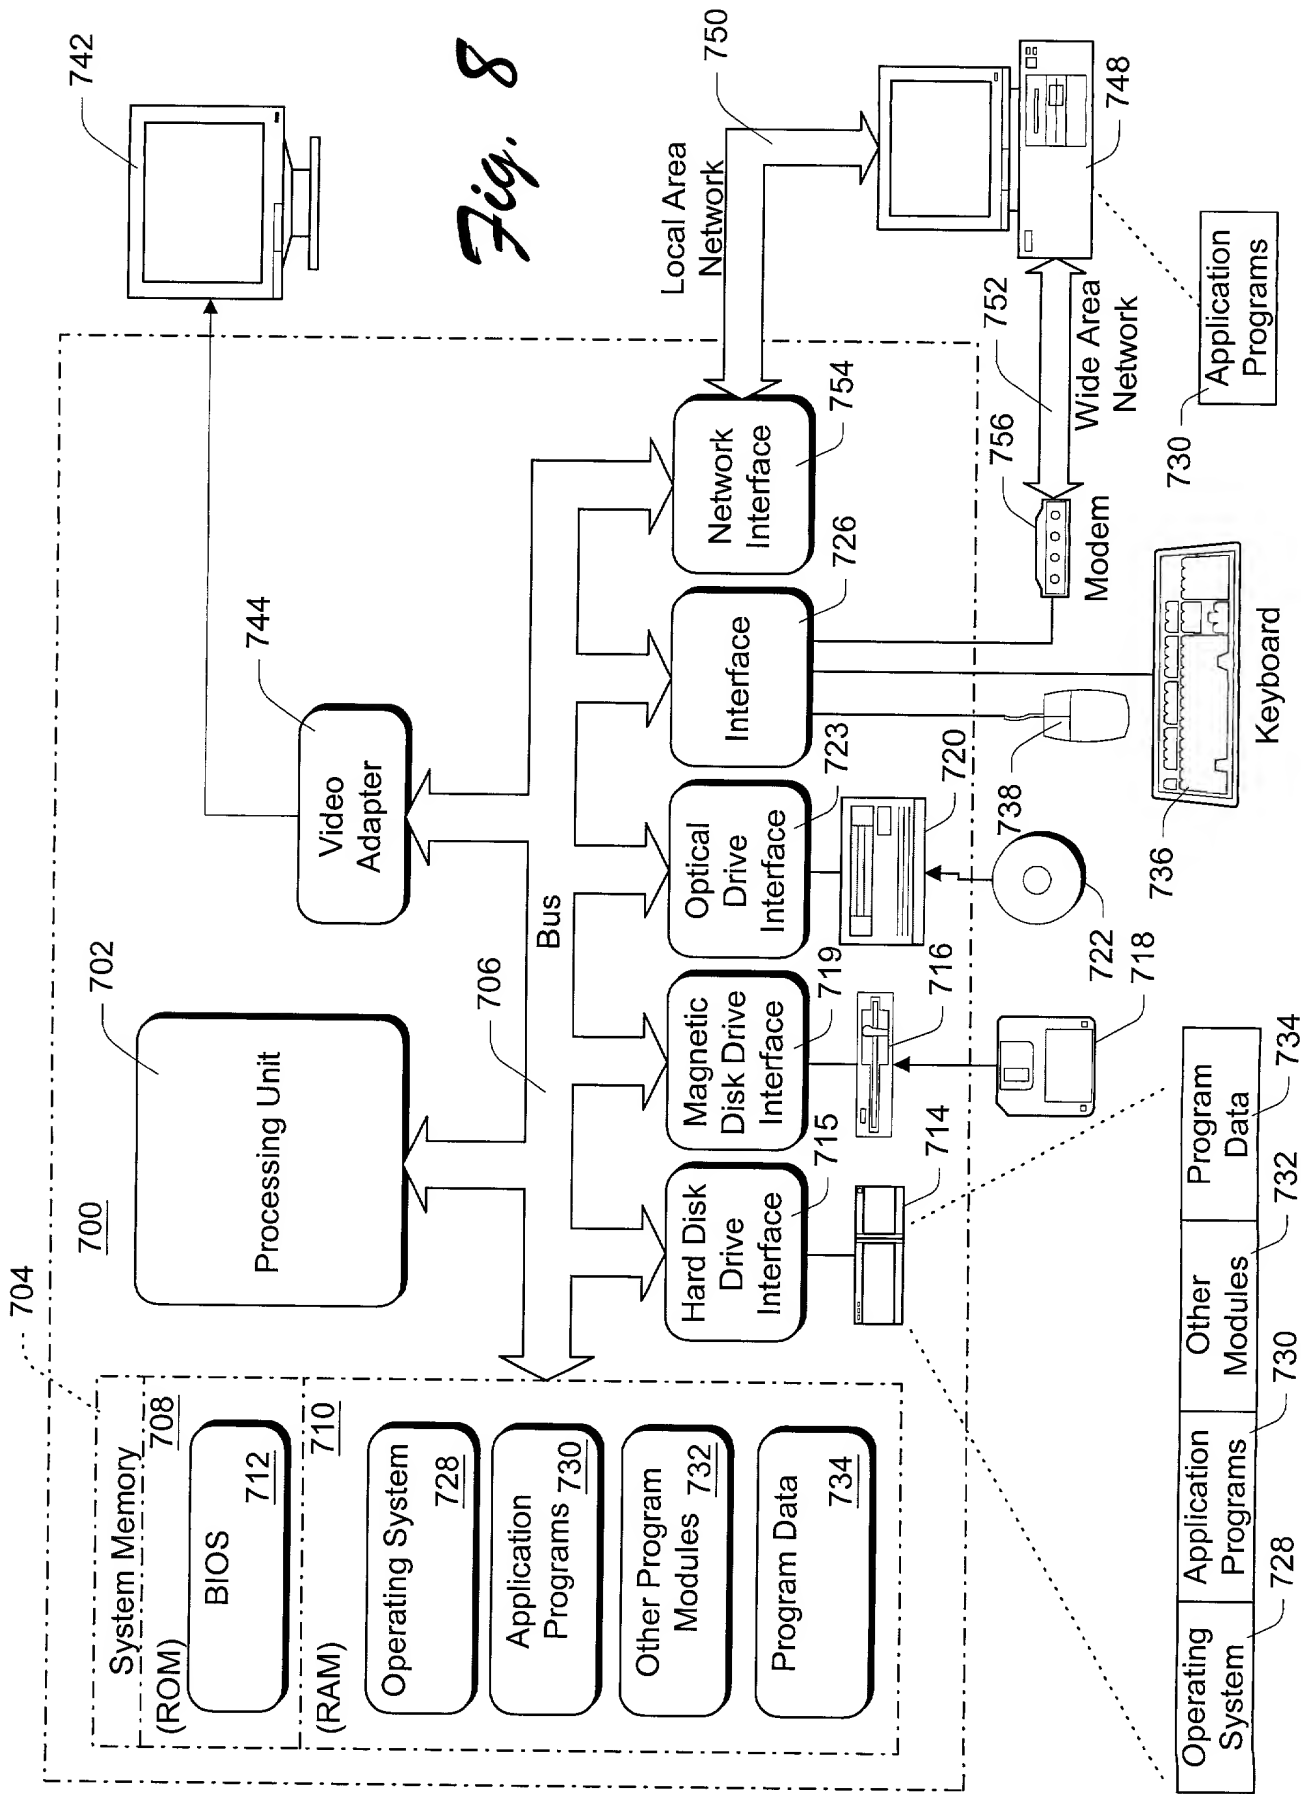 700
704
System Memory
(ROM) 708
BIOS
712
(RAM) 710
Operating System
728
Application
Programs 730
Other Program
Modules 732
Program Data
734
702
Processing Unit
744
Video
Adapter
742
Fig. 8
706
Bus
Hard Disk
Drive
Interface
715
Magnetic
Disk Drive
Interface
719
Optical
Drive
Interface
723
Interface
726
Network
Interface
754
Local Area
Network
750
714
716
720
718
722
738
736
Keyboard
Modem
756
752
Wide Area
Network
748
730
Application
Programs
Operating
System
728
Application
Programs
730
Other
Modules
732
Program
Data
734